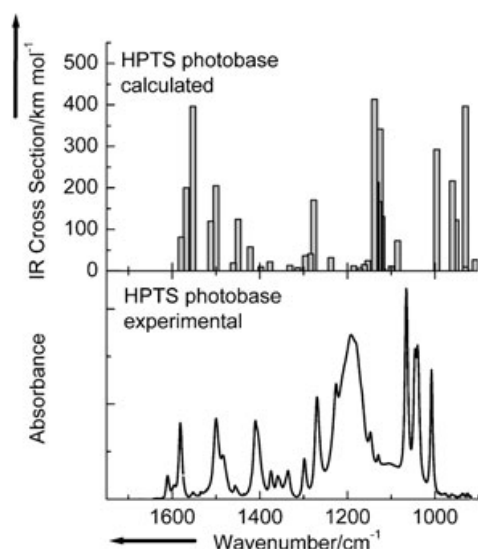 HPTS photobase
calculated
IR Cross Section/km mol⁻¹
500
400
300
200
100
0
HPTS photobase
experimental
Absorbance
1600
1400
1200
1000
Wavenumber/cm⁻¹